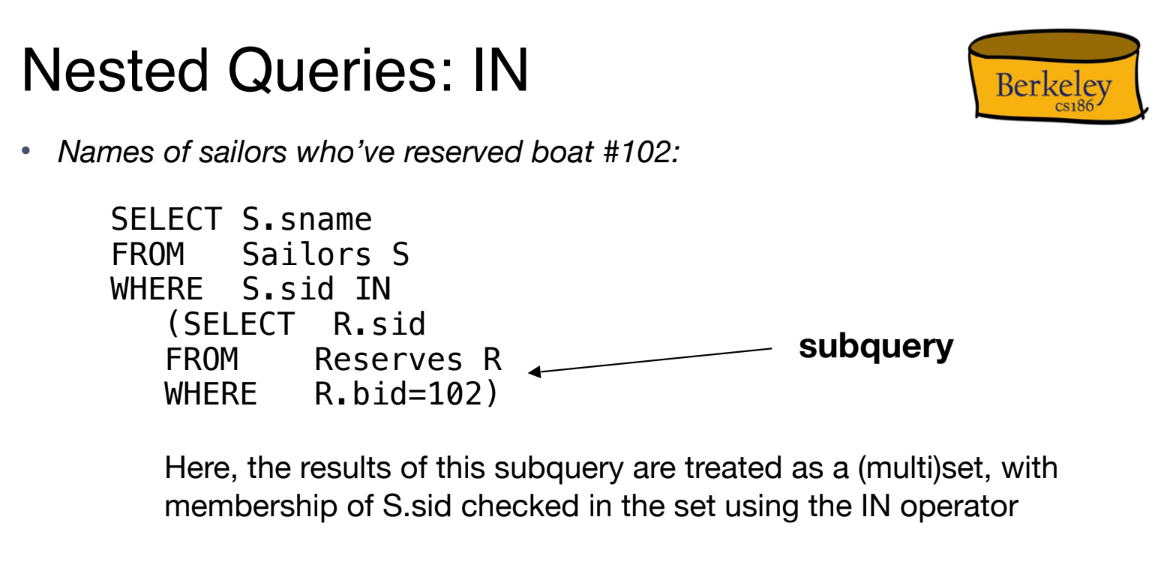 Nested Queries: IN
Berkeley
cs186
• Names of sailors who’ve reserved boat #102:
SELECT S.sname
FROM   Sailors S
WHERE  S.sid IN
(SELECT  R.sid
FROM    Reserves R
WHERE   R.bid=102)
subquery
Here, the results of this subquery are treated as a (multi)set, with
membership of S.sid checked in the set using the IN operator